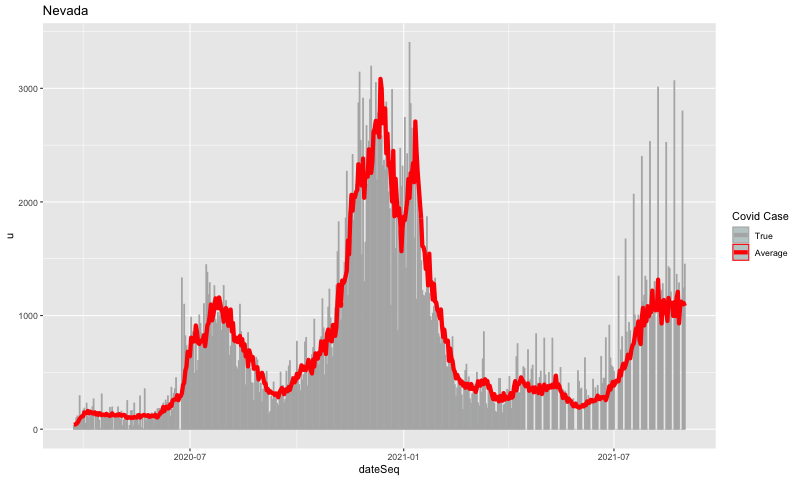 Nevada
3000
2000
1000
0
u
2020-07
2021-01
2021-07
dateSeq
Covid Case
True
Average